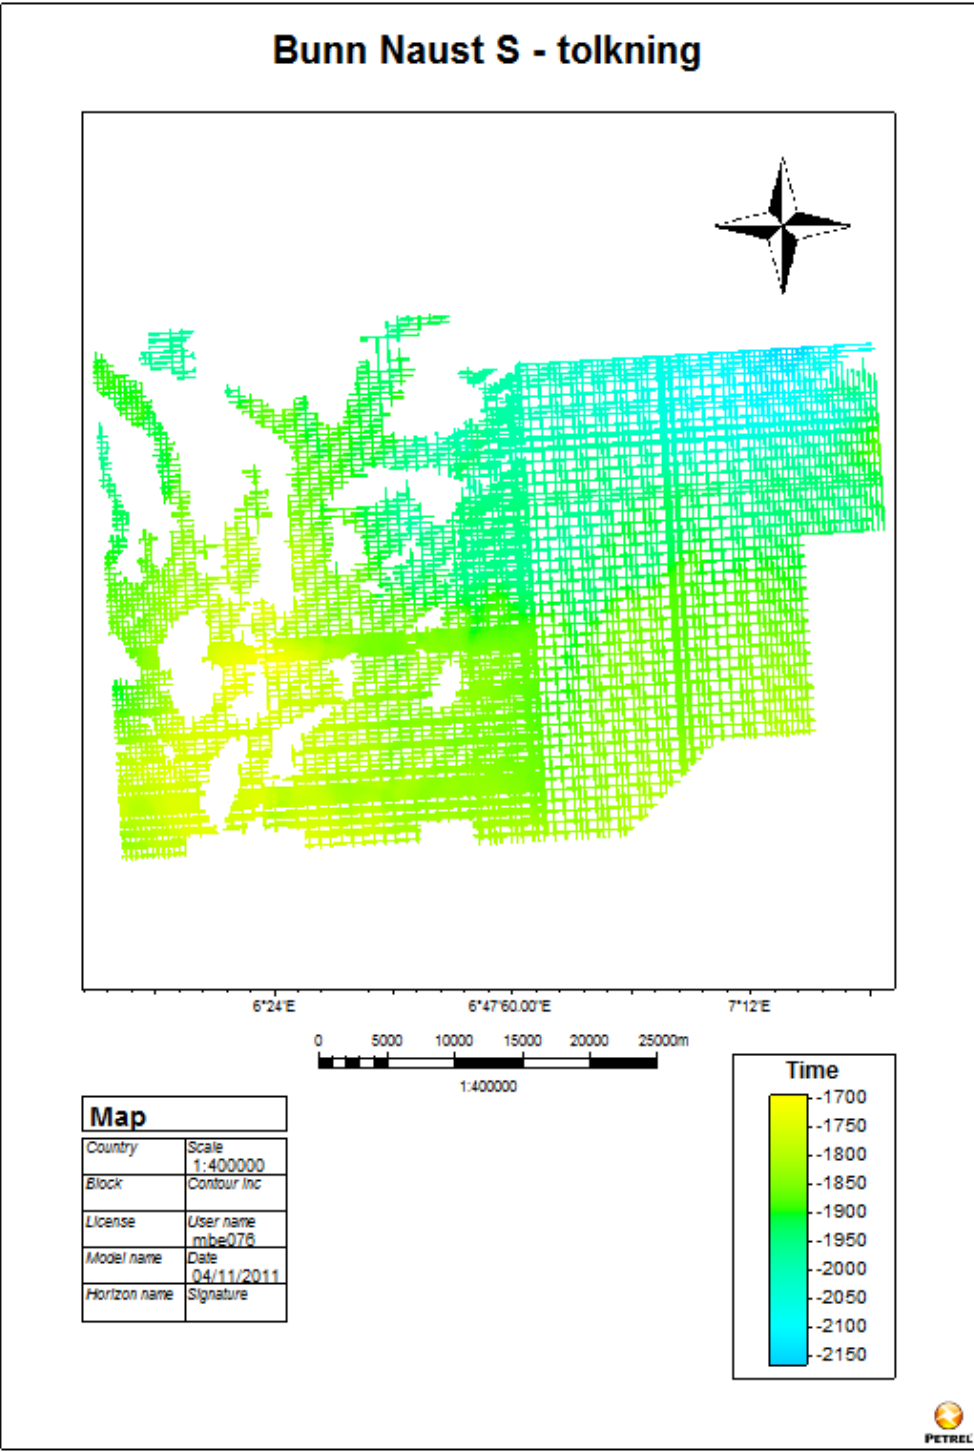 Bunn Naust S - tolkning
6°24'E
6°47'60.00"E
7°12'E
0 5000 10000 15000 20000 25000m
1:400000
Time
-1700
-1750
-1800
-1850
-1900
-1950
-2000
-2050
-2100
-2150
Map
Country Scale
1:400000
Block Contour inc
License User name
mbe076
Model name Date
04/11/2011
Horizon name Signature
PETREL